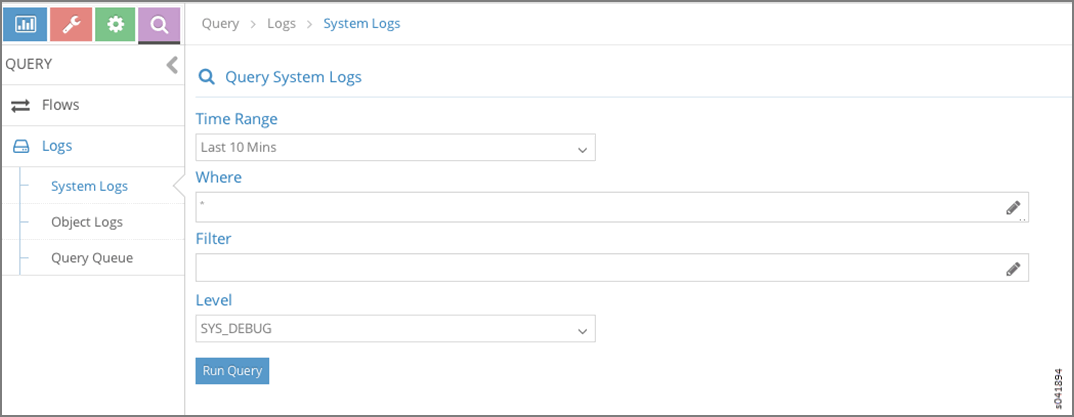 Query > Logs > System Logs
QUERY
Flows
Logs
System Logs
Object Logs
Query Queue
Query System Logs
Time Range
Last 10 Mins
Where
*
Filter
Level
SYS_DEBUG
Run Query
s041894